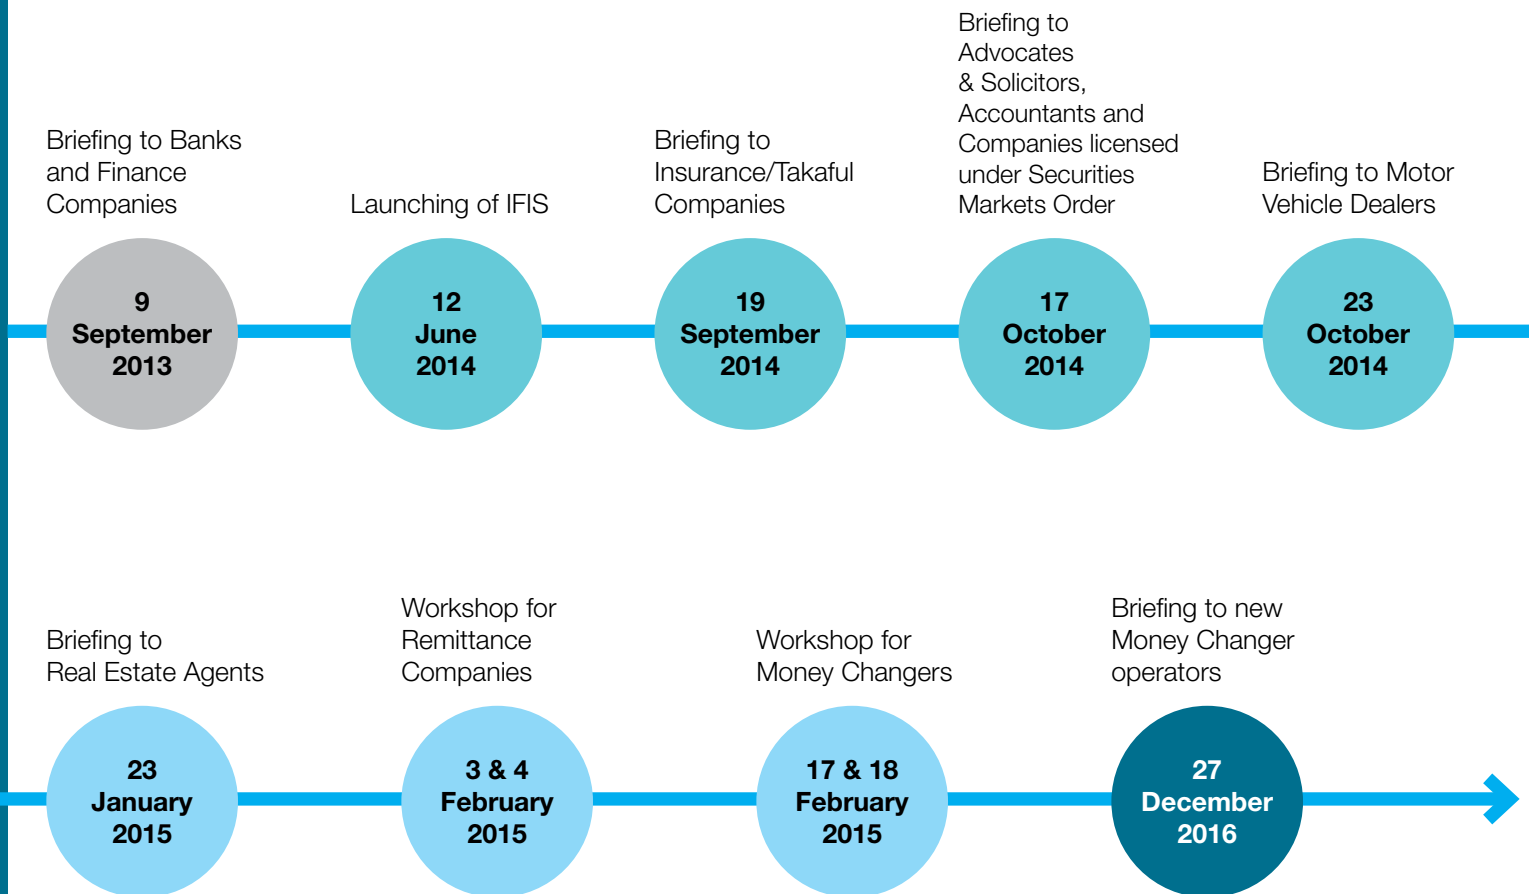 Briefing to Banks
and Finance
Companies
9
September
2013
Launching of IFIS
12
June
2014
Briefing to
Insurance/Takaful
Companies
19
September
2014
Briefing to
Advocates
& Solicitors,
Accountants and
Companies licensed
under Securities
Markets Order
17
October
2014
Briefing to Motor
Vehicle Dealers
23
October
2014
Briefing to
Real Estate Agents
23
January
2015
Workshop for
Remittance
Companies
3 & 4
February
2015
Workshop for
Money Changers
17 & 18
February
2015
Briefing to new
Money Changer
operators
27
December
2016